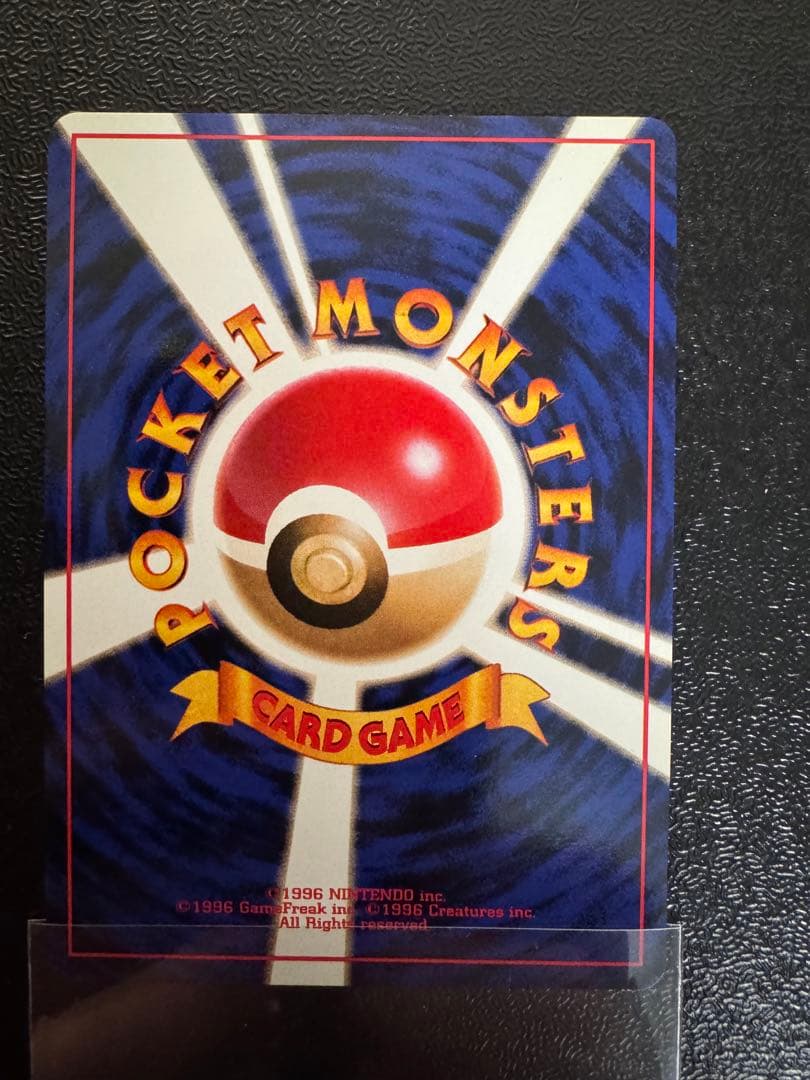 POCKET MONSTERS
CARD GAME
©1996 NINTENDO inc.
©1996 GameFreak inc. ©1996 Creatures inc.
All Rights reserved.